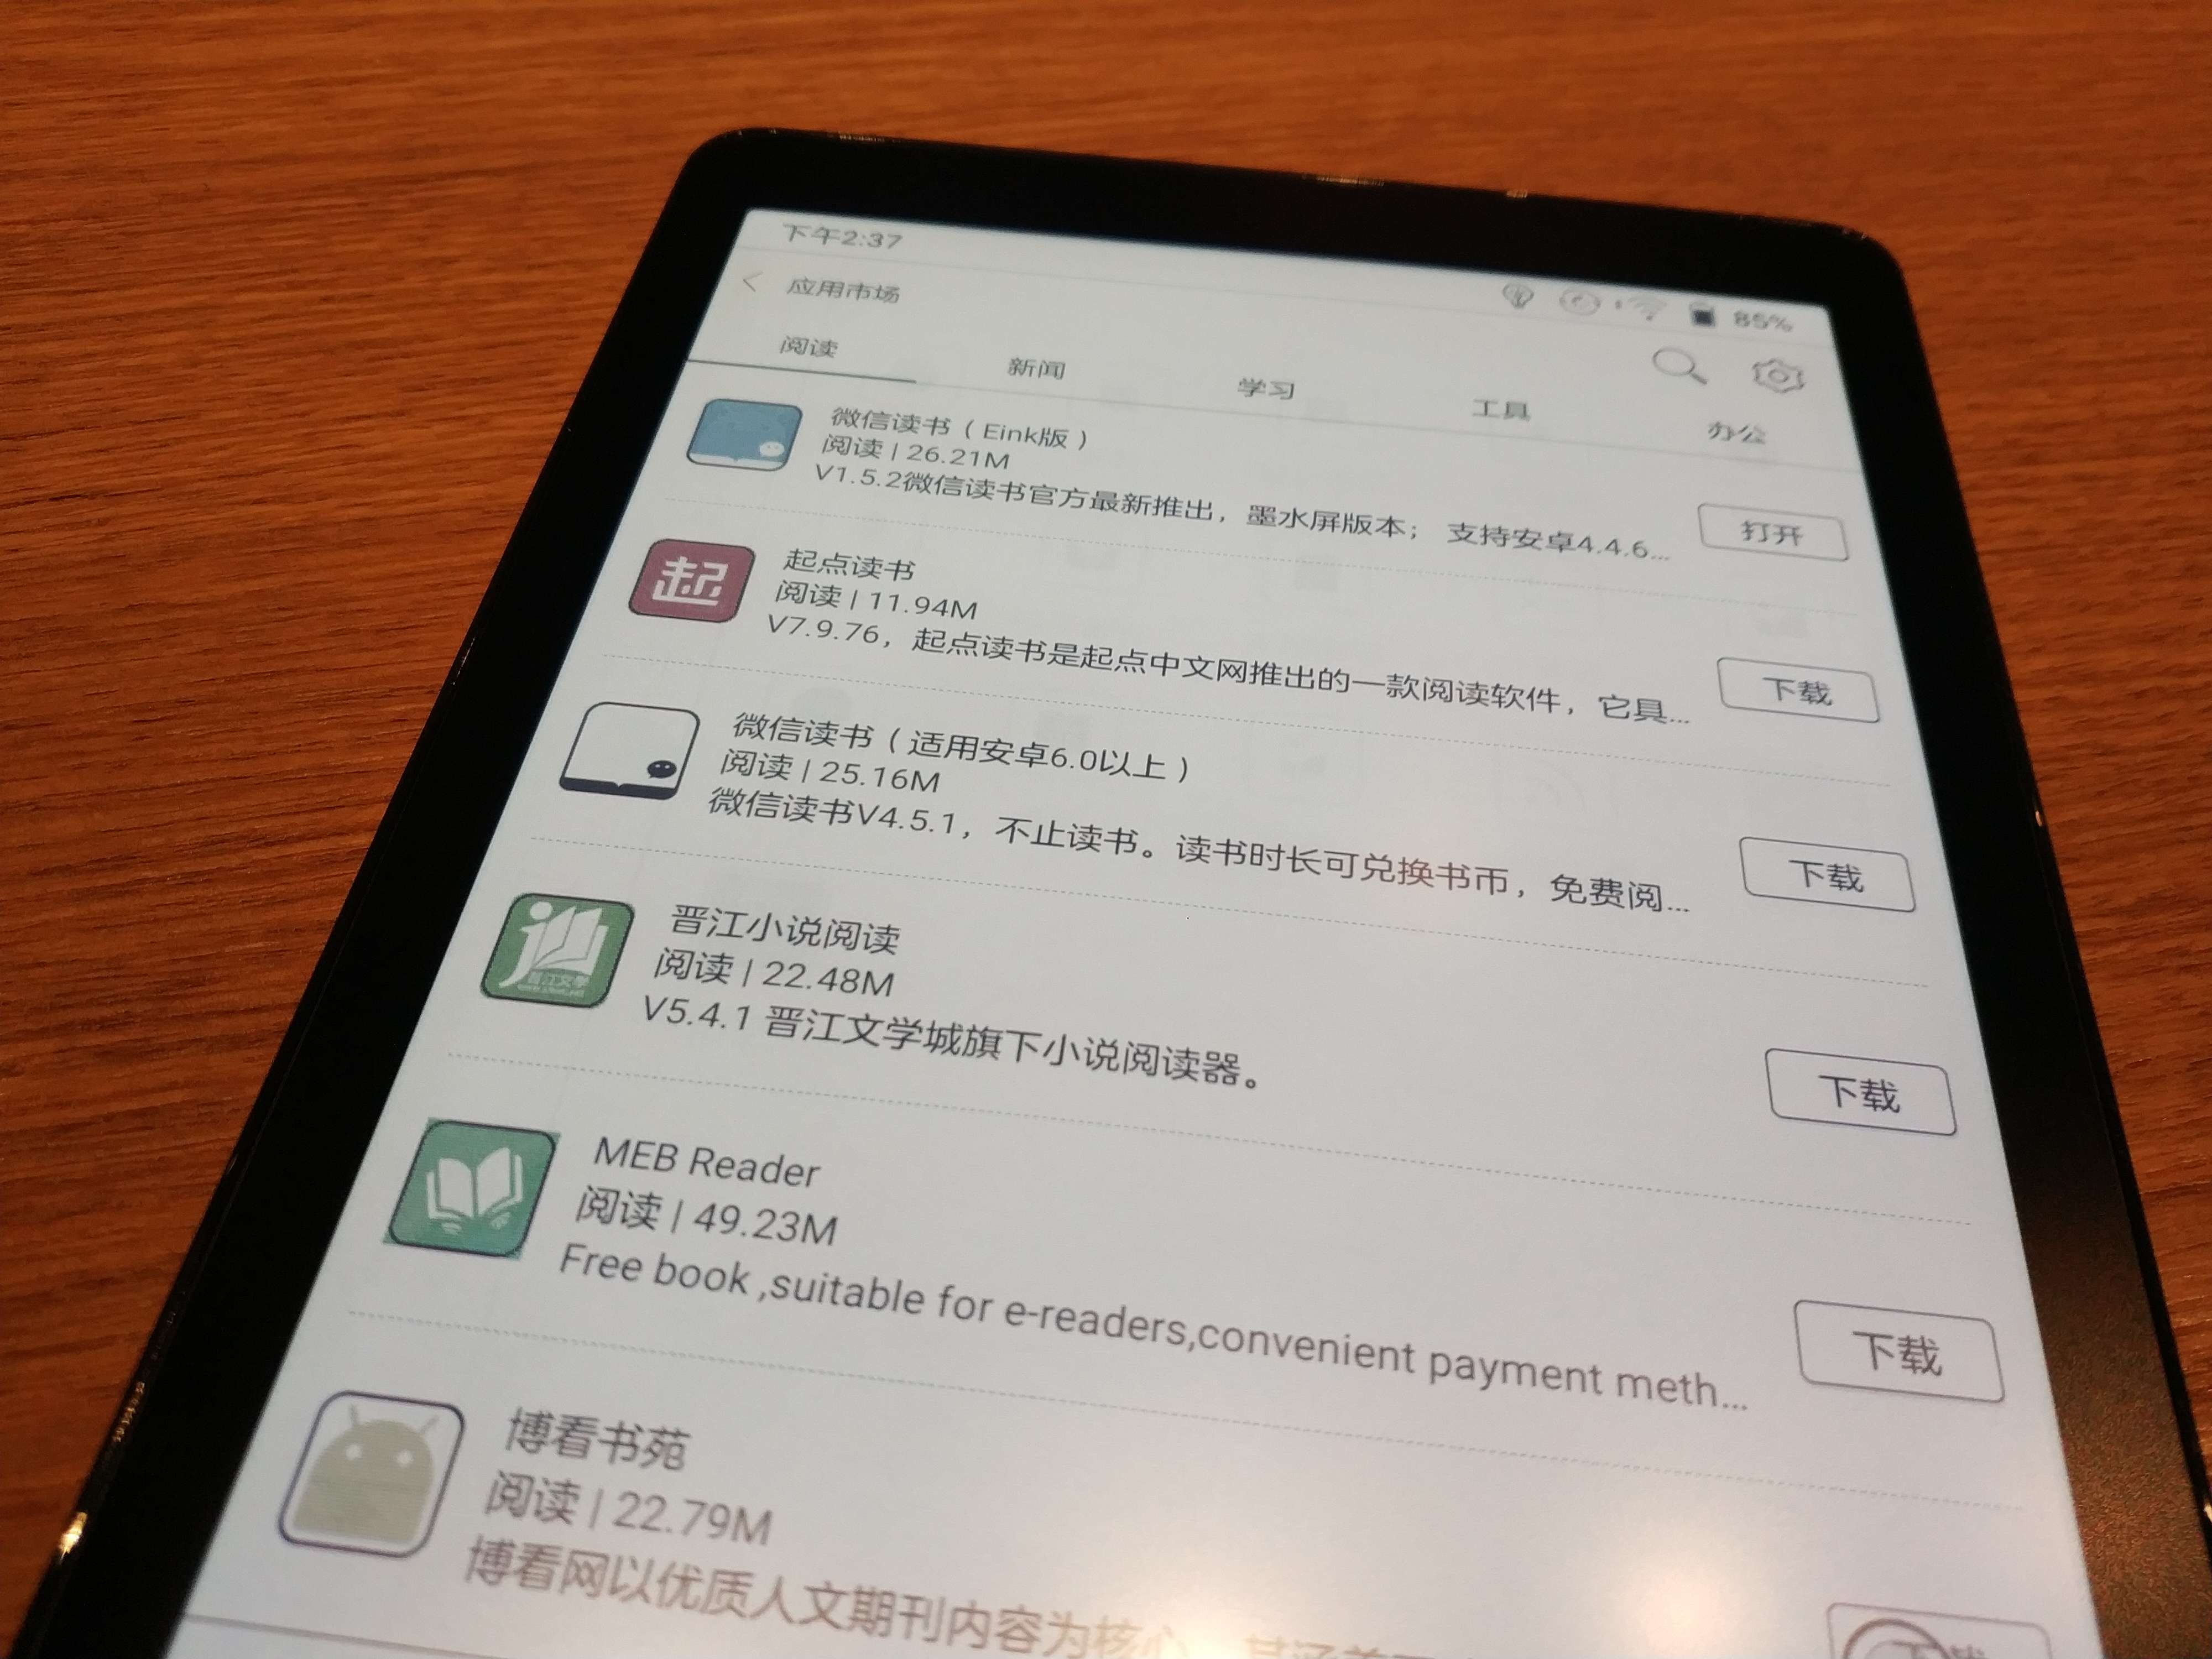 下午2:37
85%
应用市场
阅读
新闻
学习
工具
办公
微信读书（Eink版）
阅读 | 26.21M
V1.5.2微信读书官方最新推出，墨水屏版本； 支持安卓4.4.6...
打开
起
起点读书
阅读 | 11.94M
V7.9.76，起点读书是起点中文网推出的一款阅读软件，它具...
下载
微信读书（适用安卓6.0以上）
阅读 | 25.16M
微信读书V4.5.1，不止读书。读书时长可兑换书币，免费阅...
下载
晋江文学
晋江小说阅读
阅读 | 22.48M
V5.4.1 晋江文学城旗下小说阅读器。
下载
MEB Reader
阅读 | 49.23M
Free book ,suitable for e-readers,convenient payment meth...
下载
博看书苑
阅读 | 22.79M
博看网以优质人文期刊内容为核心
下载